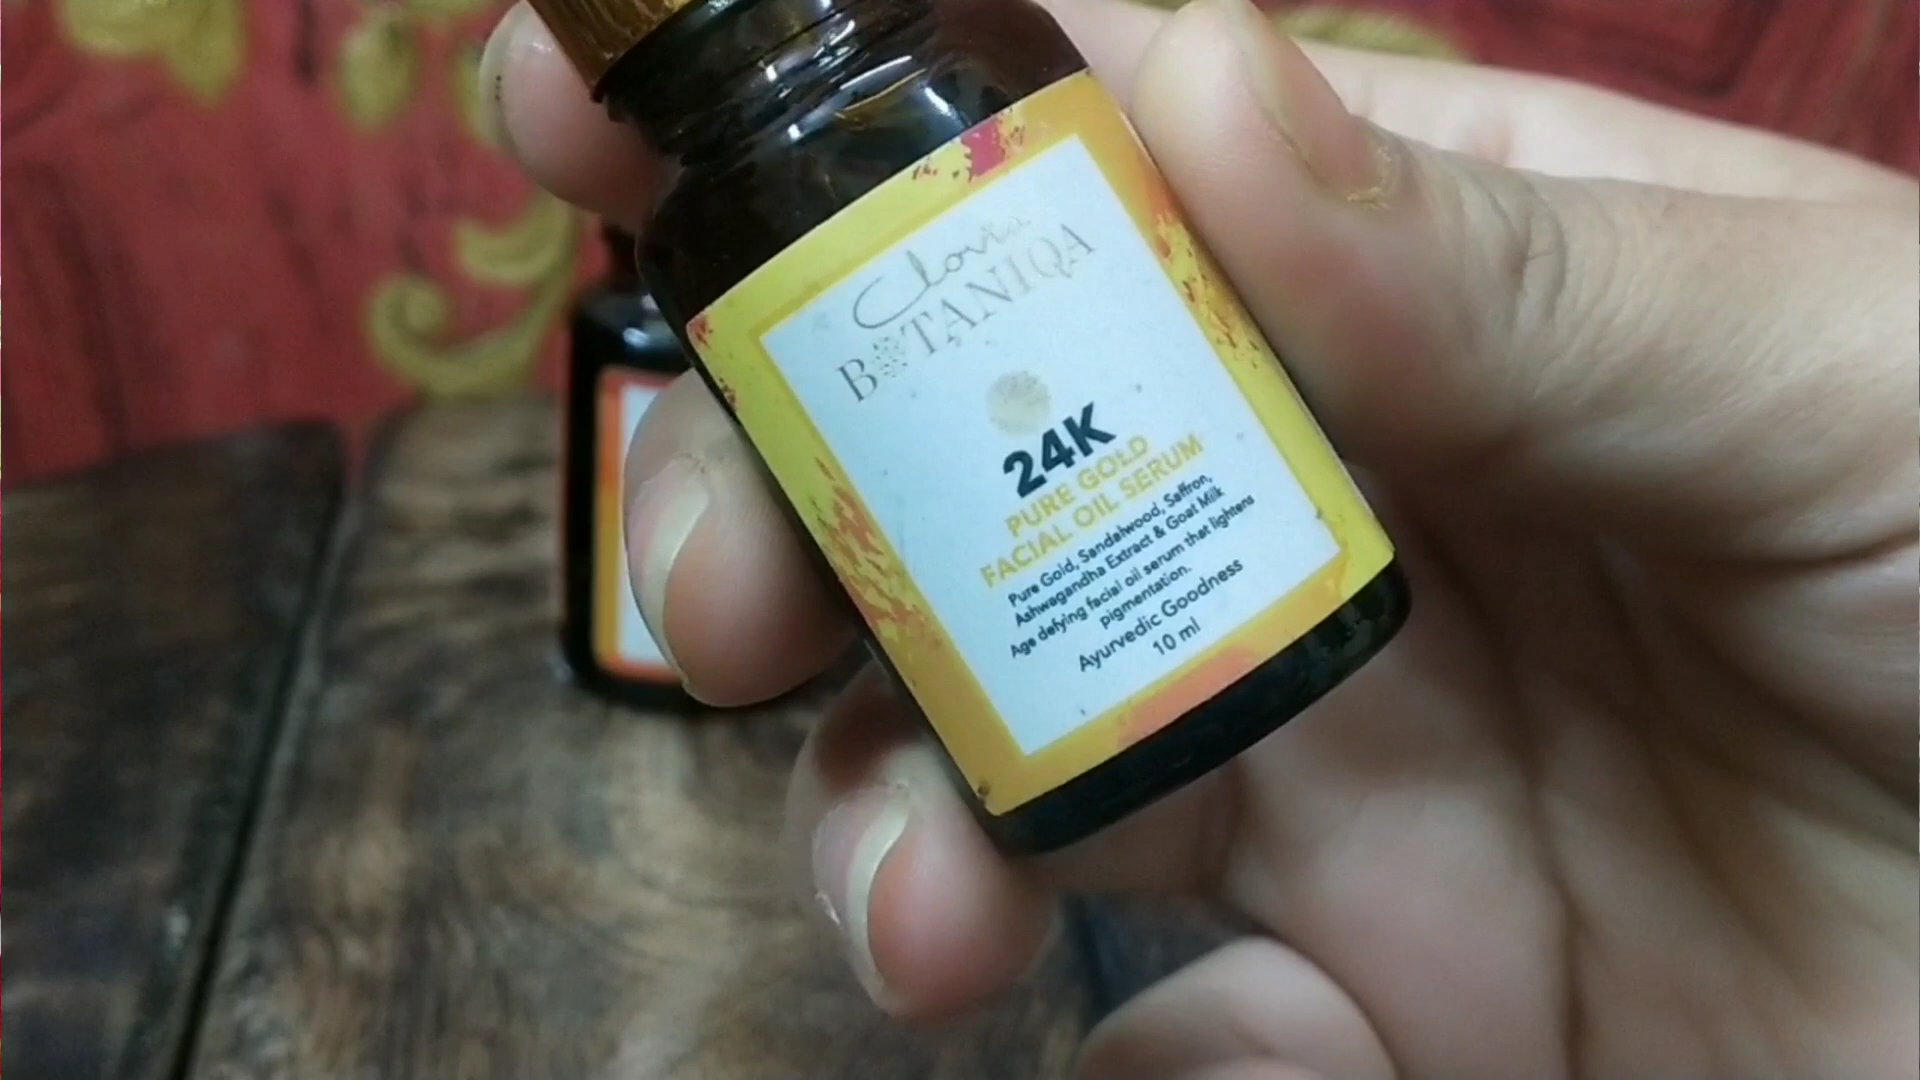 Clovia
BOTANIQA
24K
PURE GOLD
FACIAL OIL SERUM
Pure Gold, Sandalwood, Saffron,
Ashwagandha Extract & Goat Milk
Age defying facial oil serum that lightens
pigmentation.
Ayurvedic Goodness
10 ml